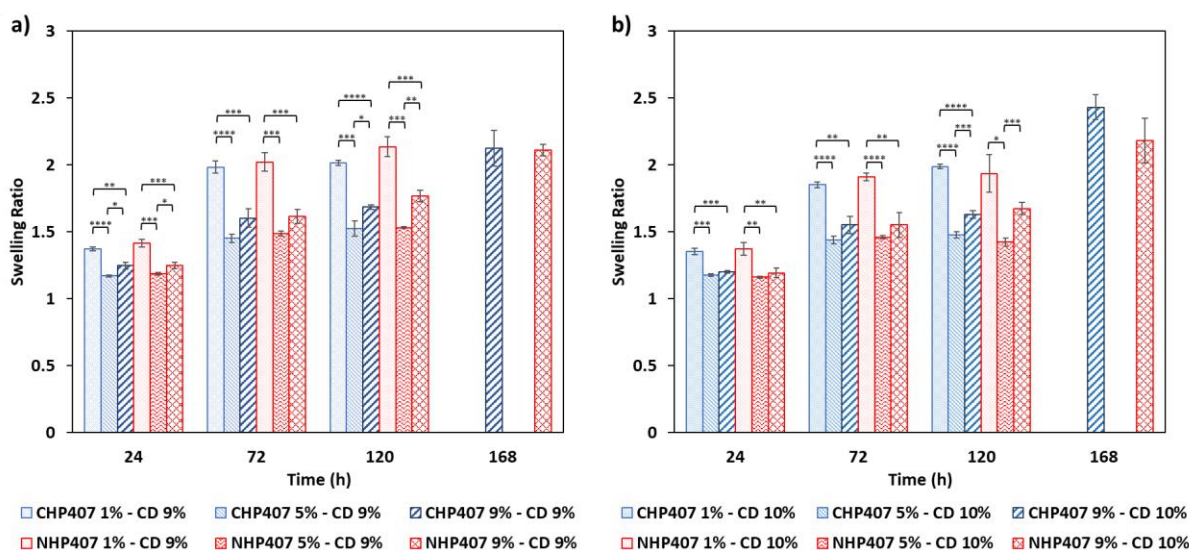 a)
3
2.5
2
1.5
1
0.5
0
Swelling Ratio
** *** * * **** ***
*** *** **** ***
**** *** * ** *** ***
24 72 120 168
Time (h)
CHP407 1% - CD 9% CHP407 5% - CD 9% CHP407 9% - CD 9%
NHP407 1% - CD 9% NHP407 5% - CD 9% NHP407 9% - CD 9%
b)
3
2.5
2
1.5
1
0.5
0
Swelling Ratio
*** ** *** **
** ** **** ****
**** *** *** **** *
24 72 120 168
Time (h)
CHP407 1% - CD 10% CHP407 5% - CD 10% CHP407 9% - CD 10%
NHP407 1% - CD 10% NHP407 5% - CD 10% NHP407 9% - CD 10%